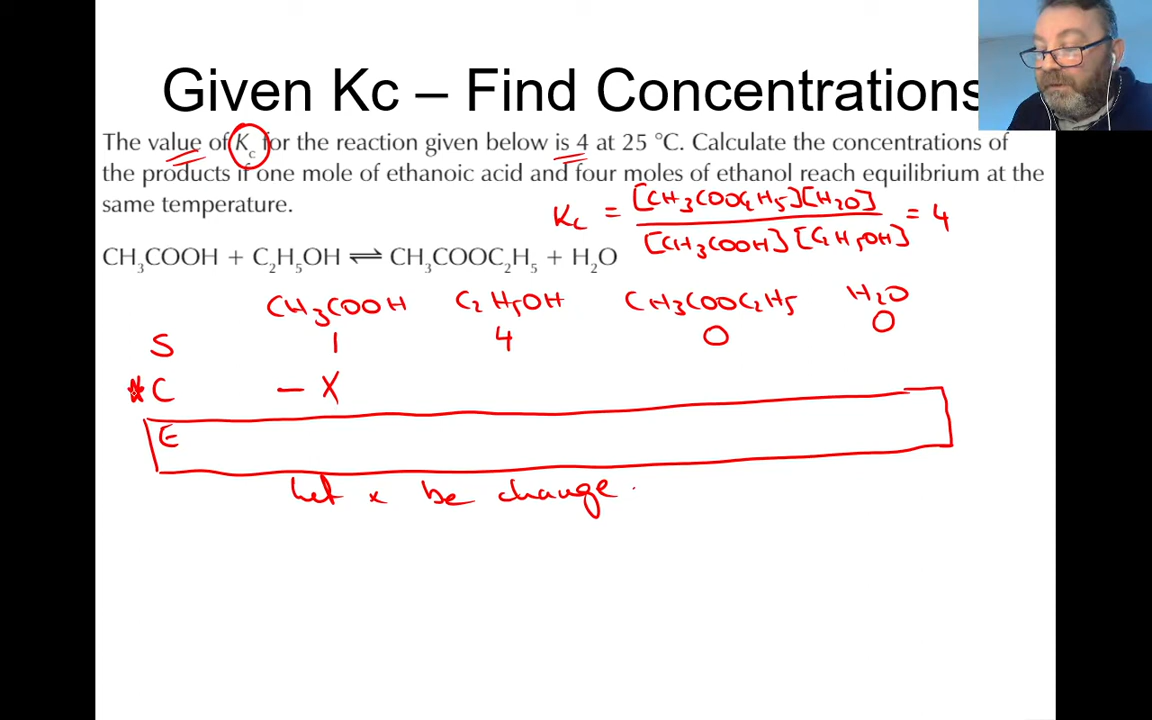 Given Kc – Find Concentrations
The value of Kc for the reaction given below is 4 at 25 °C. Calculate the concentrations of
the products if one mole of ethanoic acid and four moles of ethanol reach equilibrium at the
same temperature.
Kc = [CH3COOC2H5][H2O] / [CH3COOH][C2H5OH] = 4
CH3COOH + C2H5OH ⇌ CH3COOC2H5 + H2O
CH3COOH C2H5OH CH3COOC2H5 H2O
S 1 4 0 0
* C – X
E
Let x be change.